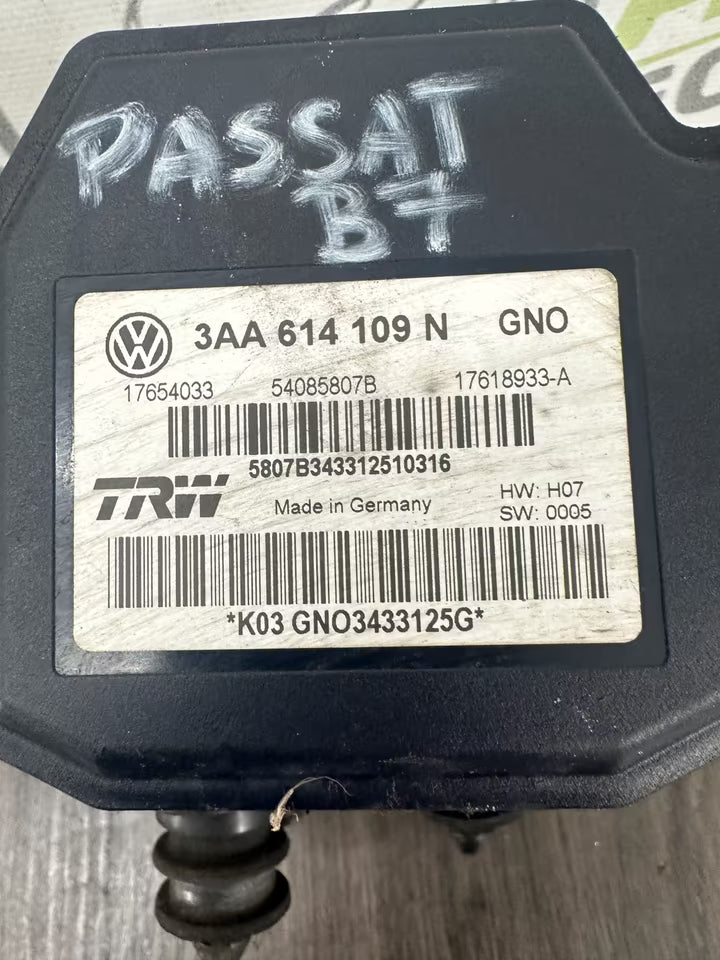 PASSAT
B7
3AA 614 109 N GNO
17654033 54085807B 17618933-A
5807B343312510316
TRW Made in Germany HW: H07
SW: 0005
*K03 GNO3433125G*